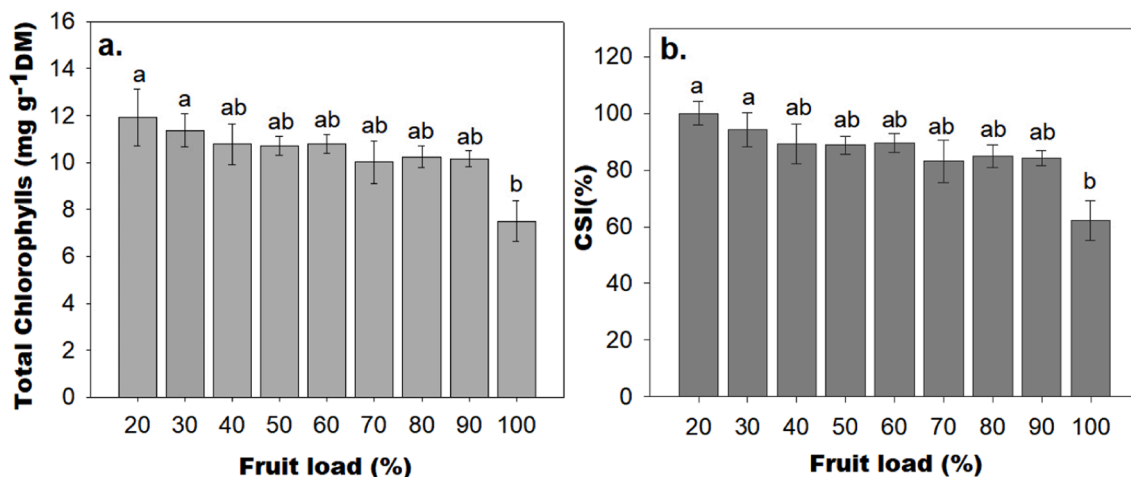 a.
Total Chlorophylls (mg g-1DM)
16
14
12
10
8
6
4
2
0
a
a
ab
ab
ab
ab
ab
ab
b
20 30 40 50 60 70 80 90 100
Fruit load (%)
b.
CSI(%)
120
100
80
60
40
20
0
a
a
ab
ab
ab
ab
ab
ab
b
20 30 40 50 60 70 80 90 100
Fruit load (%)